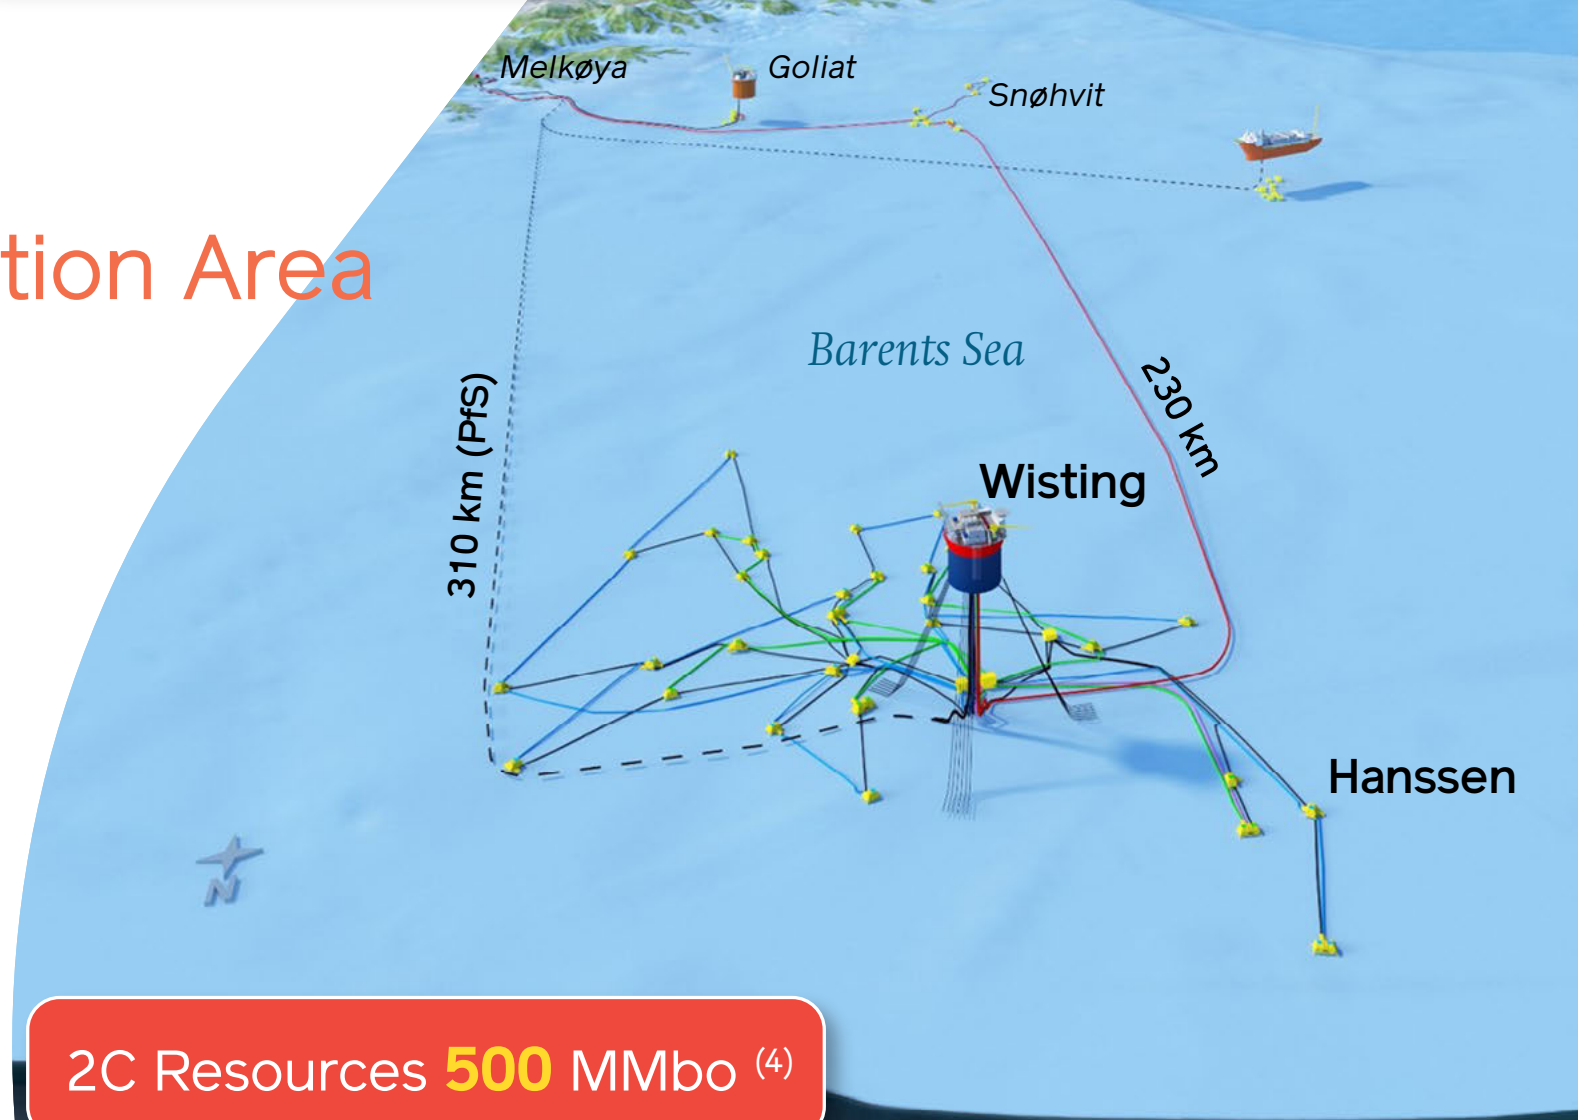 Melkøya
Goliat
Snøhvit
tion Area
Barents Sea
310 km (PfS)
230 km
Wisting
Hanssen
N
2C Resources 500 MMbo (4)